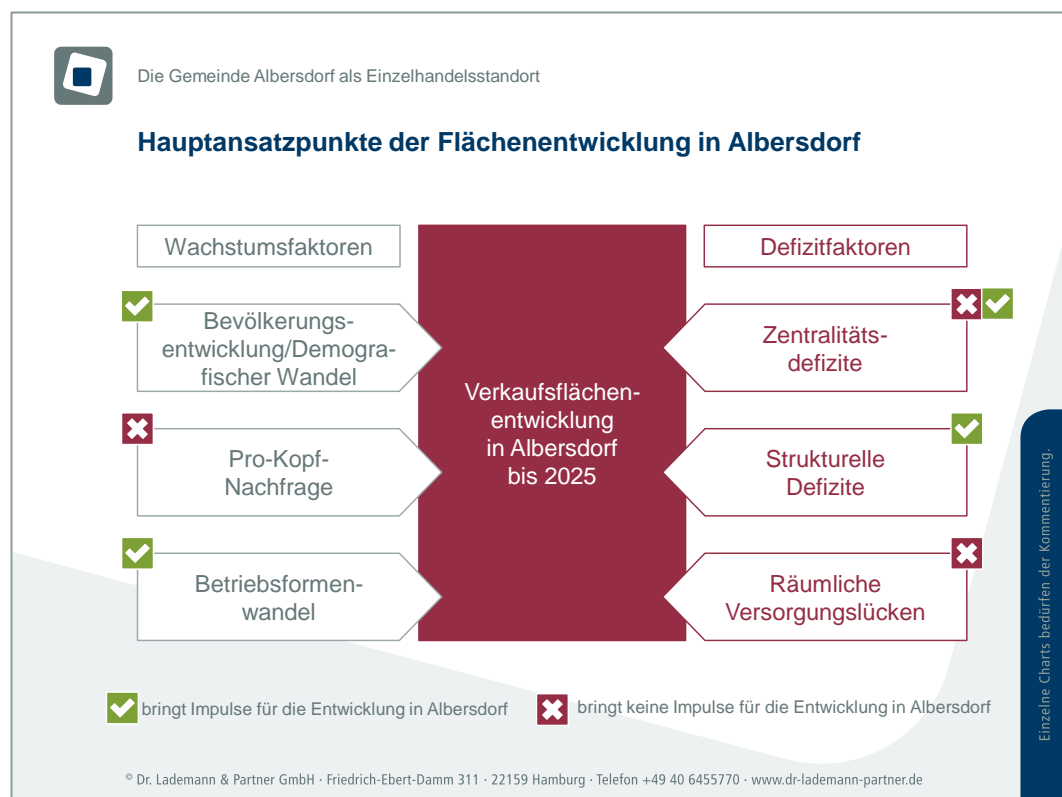 Die Gemeinde Albersdorf als Einzelhandelsstandort
Hauptansatzpunkte der Flächenentwicklung in Albersdorf
Wachstumsfaktoren
Bevölkerungs-
entwicklung/Demogra-
fischer Wandel
Pro-Kopf-
Nachfrage
Betriebsformen-
wandel
Verkaufsflächen-
entwicklung
in Albersdorf
bis 2025
Defizitfaktoren
Zentralitäts-
defizite
Strukturelle
Defizite
Räumliche
Versorgungslücken
bringt Impulse für die Entwicklung in Albersdorf
bringt keine Impulse für die Entwicklung in Albersdorf
Einzelne Charts bedürfen der Kommentierung.
© Dr. Lademann & Partner GmbH · Friedrich-Ebert-Damm 311 · 22159 Hamburg · Telefon +49 40 6455770 · www.dr-lademann-partner.de